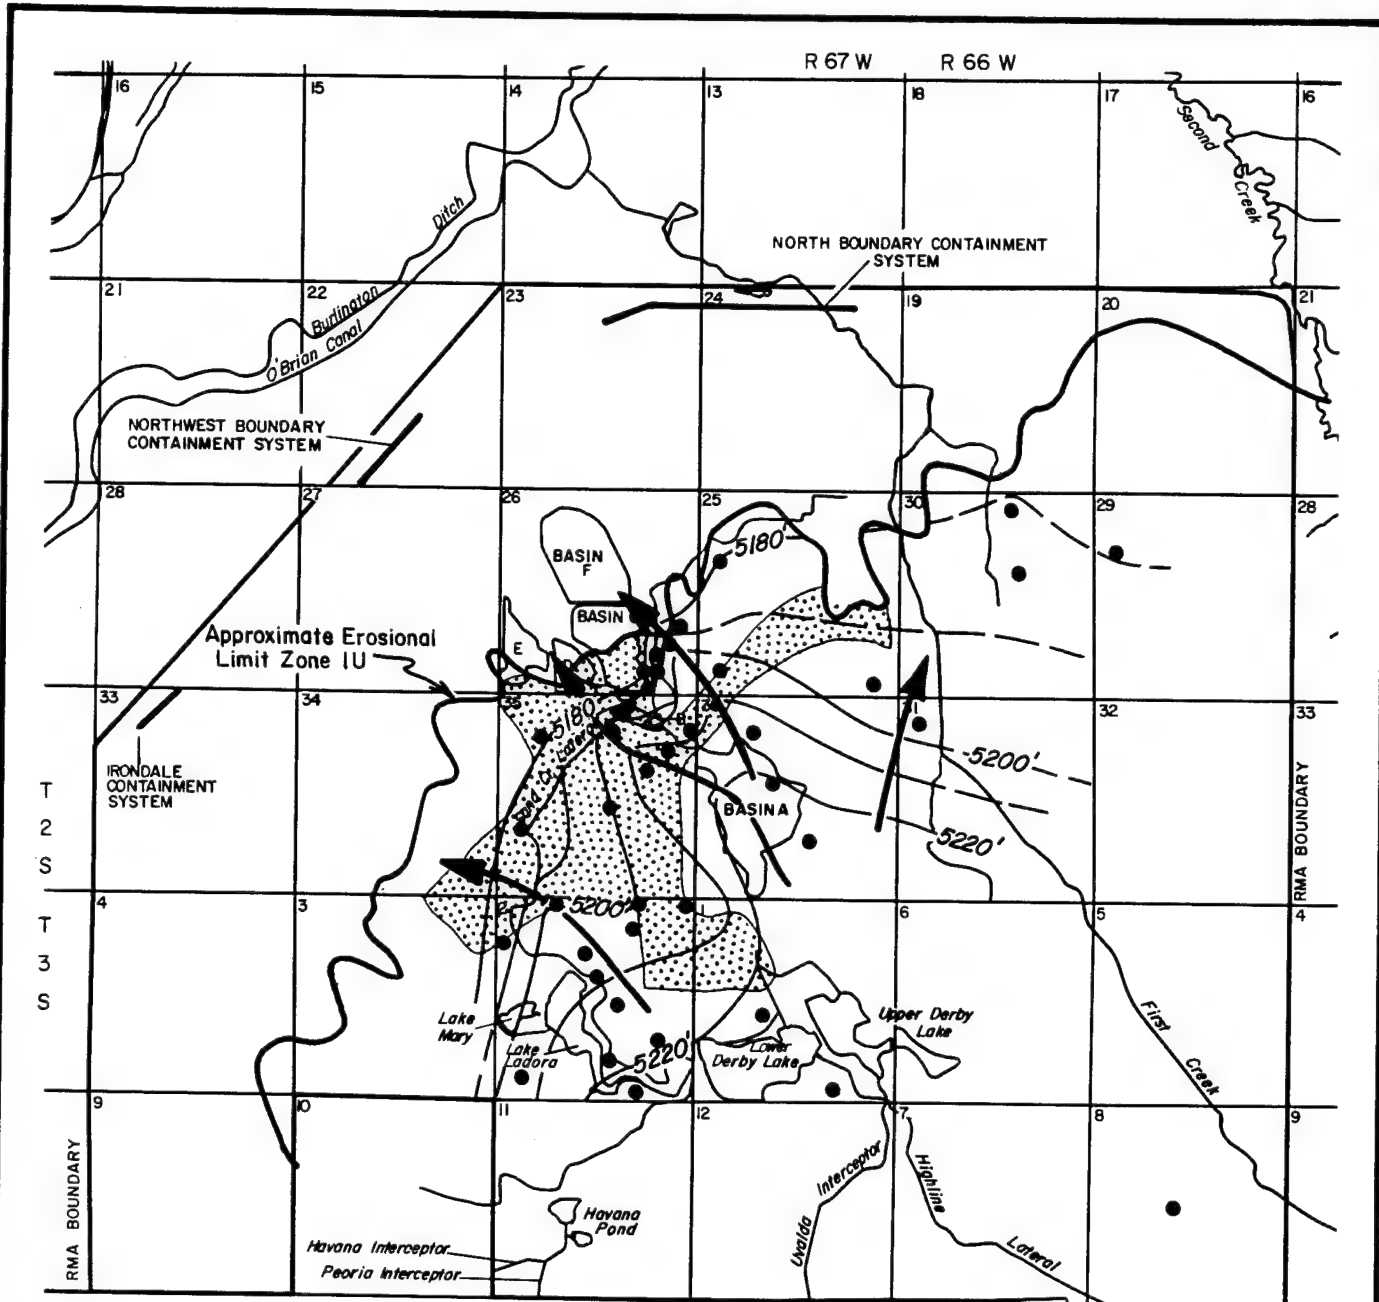 R 67 W R 66 W
16 15 14 13 18 17 16
Second
Creek
Ditch
NORTH BOUNDARY CONTAINMENT
SYSTEM
21 22 23 24 19 20 21
Burlington
O'Brian Canal
NORTHWEST BOUNDARY
CONTAINMENT SYSTEM
28 27 26 25 30 29 28
5180'
BASIN
F
BASIN
E
Approximate Erosional
Limit Zone 1U
33 34 35 32 33
5180
5200'
IRONDALE
CONTAINMENT
SYSTEM
BASIN A
5220'
RMA BOUNDARY
T
2
S
T
3
S
4 3 2 1 6 5 4
5200'
First
Creek
Lake
Mary
Lake
Ladora
5220'
Lower
Derby Lake
Upper Derby
Lake
9 10 11 12 7 8 9
RMA BOUNDARY
Uvalda Interceptor
Highline
Lateral
Havana
Pond
Havana Interceptor
Peoria Interceptor